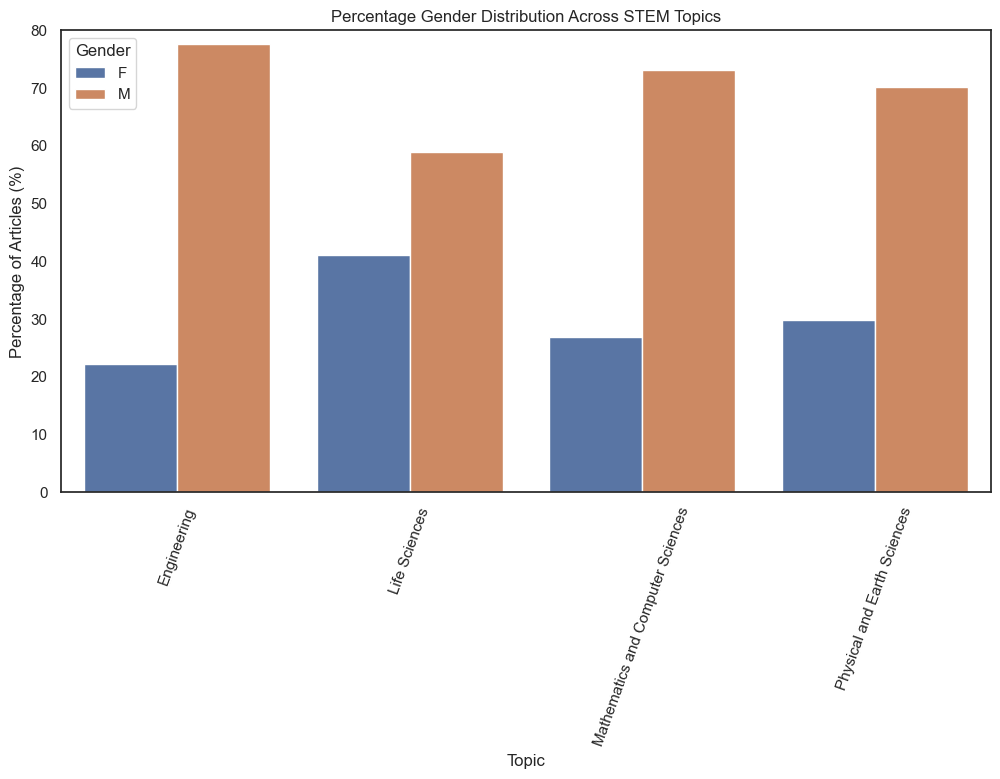 Percentage Gender Distribution Across STEM Topics
Gender
F
M
Percentage of Articles (%)
80
70
60
50
40
30
20
10
0
Engineering
Life Sciences
Mathematics and Computer Sciences
Physical and Earth Sciences
Topic